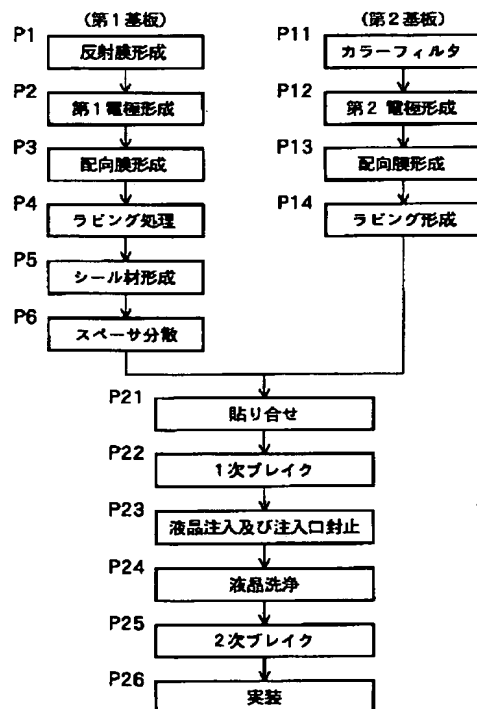 (第1基板)
P1
反射膜形成
P2
第1電極形成
P3
配向膜形成
P4
ラビング処理
P5
シール材形成
P6
スペーサ分散
(第2基板)
P11
カラーフィルタ
P12
第2 電極形成
P13
配向膜形成
P14
ラビング形成
P21
貼り合せ
P22
1次ブレイク
P23
液晶注入及び注入口封止
P24
液晶洗浄
P25
2次ブレイク
P26
実装